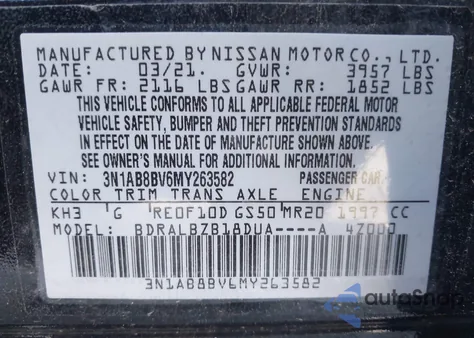 MANUFACTURED BY NISSAN MOTOR CO., LTD.
DATE: 03/21. GVWR: 3957 LBS
GAWR FR: 2116 LBS GAWR RR: 1852 LBS
THIS VEHICLE CONFORMS TO ALL APPLICABLE FEDERAL MOTOR
VEHICLE SAFETY, BUMPER AND THEFT PREVENTION STANDARDS
IN EFFECT ON THE DATE OF MANUFACTURE SHOWN ABOVE.
SEE OWNER'S MANUAL FOR ADDITIONAL INFORMATION.
VIN: 3N1AB8BV6MY263582 PASSENGER CAR
COLOR TRIM TRANS AXLE ENGINE
KH3 G RE0F10D GS50 MR20 1997 CC
MODEL: BDRALBZB18DUA----A 4Z000
3N1AB8BV6MY263582
autoSnap